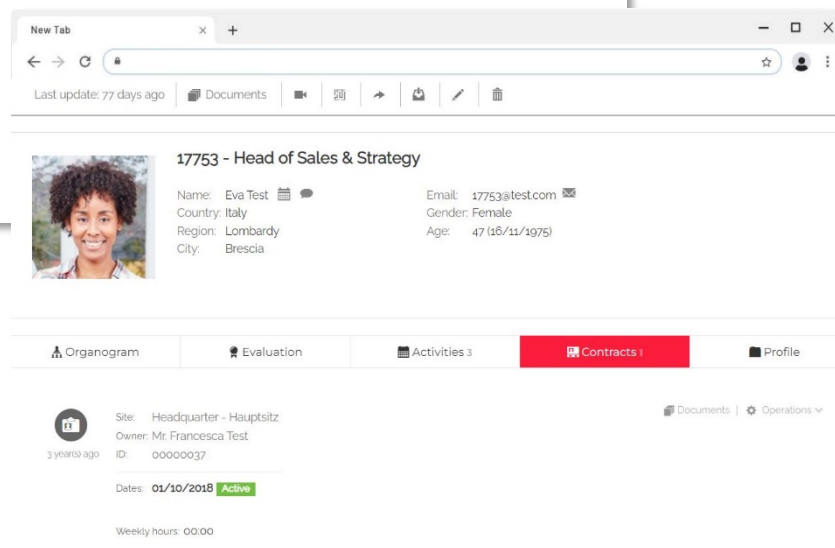 New Tab
Last update: 77 days ago Documents
17753 - Head of Sales & Strategy
Name: Eva Test Email: 17753@test.com
Country: Italy Gender: Female
Region: Lombardy Age: 47 (16/11/1975)
City: Brescia
Organogram Evaluation Activities 3 Contracts 1 Profile
Site: Headquarter - Hauptsitz Documents | Operations
Owner: Mr. Francesca Test
3 year(s) ago ID: 00000037
Dates: 01/10/2018 Active
Weekly hours: 00:00